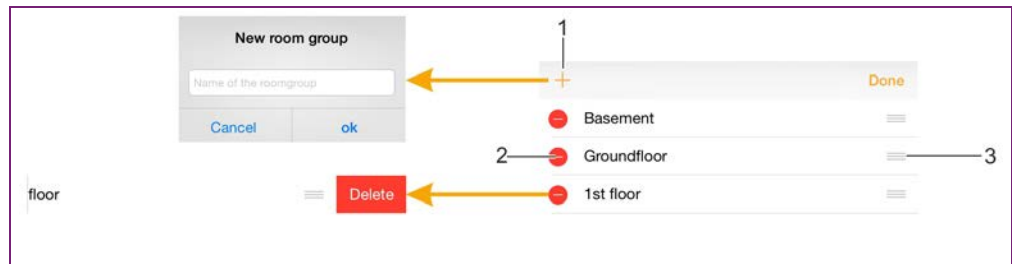 New room group
Name of the roomgroup
Cancel ok
floor Delete
1
+ Done
Basement
2 Groundfloor 3
1st floor